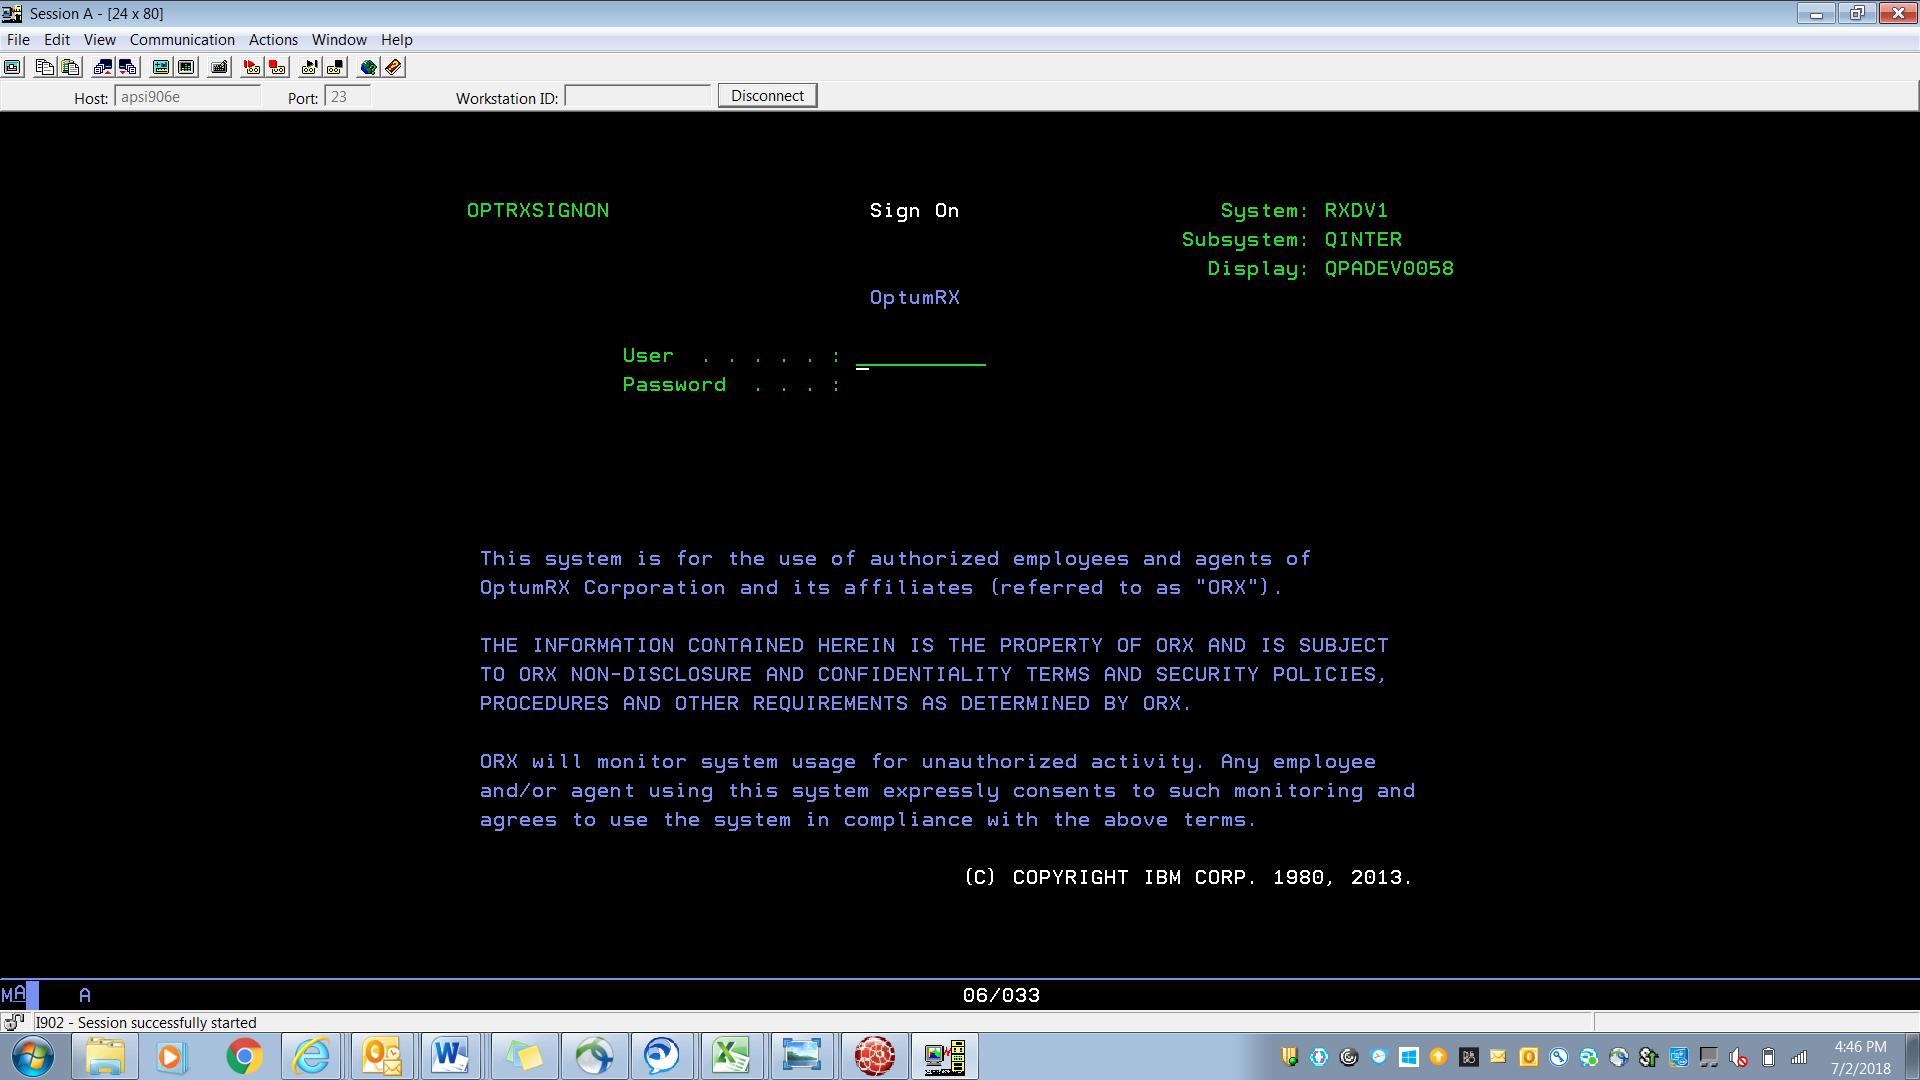 Session A - [24 x 80]
File Edit View Communication Actions Window Help
Host: apsi906e Port: 23 Workstation ID: Disconnect
OPTRXSIGNON Sign On System: RXDV1
Subsystem: QINTER
Display: QPADEV0058
OptumRX
User . . . . . :
Password . . . :
This system is for the use of authorized employees and agents of
OptumRX Corporation and its affiliates (referred to as "ORX").
THE INFORMATION CONTAINED HEREIN IS THE PROPERTY OF ORX AND IS SUBJECT
TO ORX NON-DISCLOSURE AND CONFIDENTIALITY TERMS AND SECURITY POLICIES,
PROCEDURES AND OTHER REQUIREMENTS AS DETERMINED BY ORX.
ORX will monitor system usage for unauthorized activity. Any employee
and/or agent using this system expressly consents to such monitoring and
agrees to use the system in compliance with the above terms.
(C) COPYRIGHT IBM CORP. 1980, 2013.
MA A 06/033
I902 - Session successfully started
4:46 PM
7/2/2018